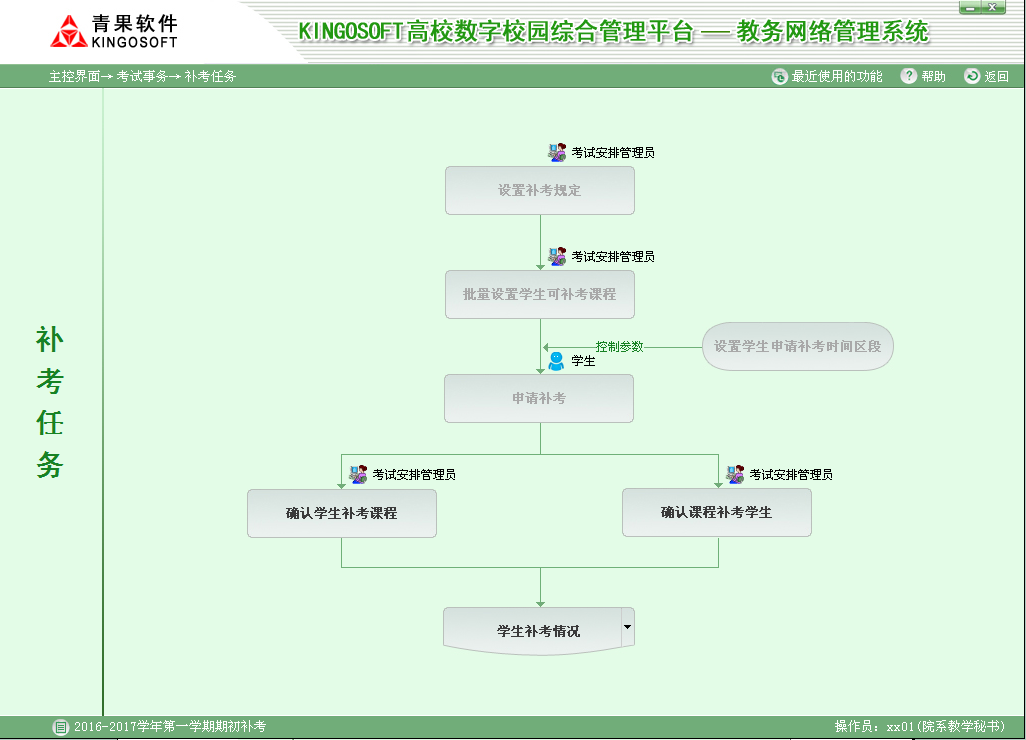 青果软件
KINGOSOFT
KINGOSOFT高校数字校园综合管理平台 — 教务网络管理系统
主控界面→考试事务→补考任务
最近使用的功能
帮助
返回
考试安排管理员
设置补考规定
考试安排管理员
批量设置学生可补考课程
控制参数
设置学生申请补考时间区段
学生
申请补考
补考任务
考试安排管理员
考试安排管理员
确认学生补考课程
确认课程补考学生
学生补考情况
2016-2017学年第一学期期初补考
操作员：xx01(院系教学秘书)